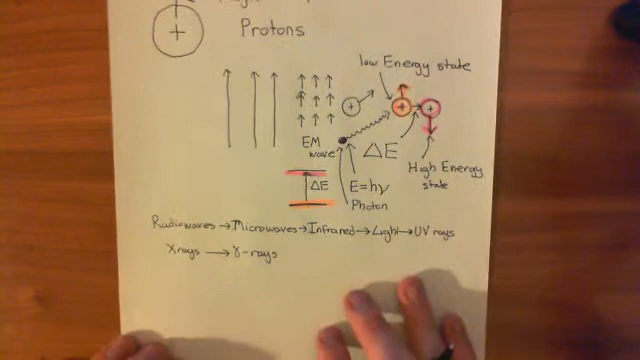 Protons
low Energy state
EM
wave
ΔE
High Energy
state
ΔE
E=hν
Photon
Radiowaves → Microwaves → Infrared → Light → UV rays
Xrays → γ-rays